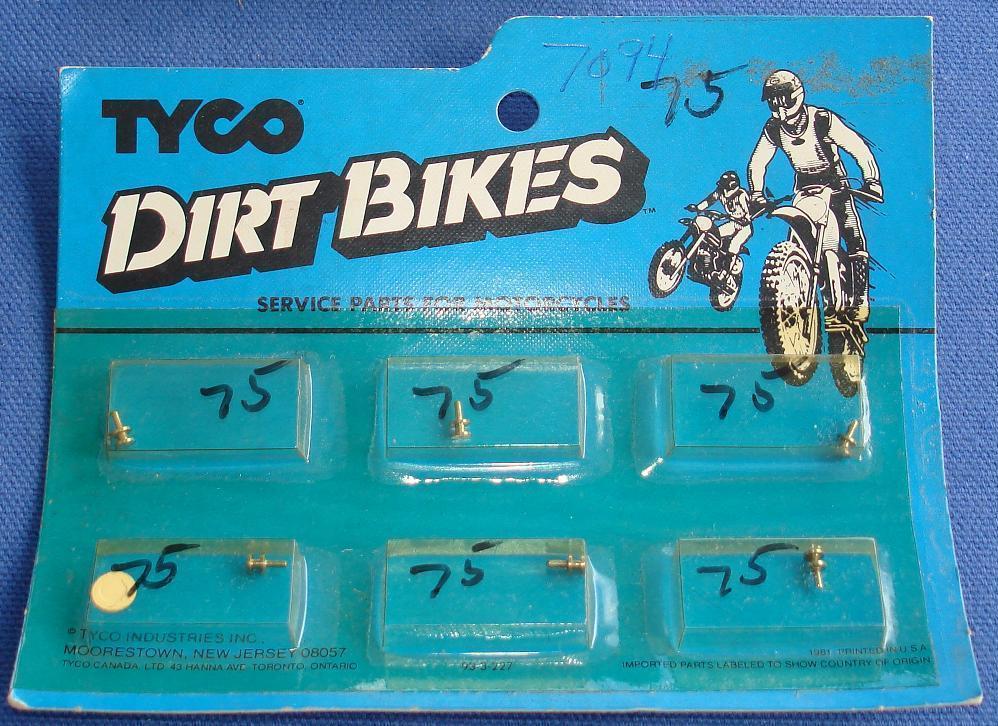 7094
75
TYCO®
DIRT BIKES™
SERVICE PARTS FOR MOTORCYCLES
75 75 75
75 75 75
© TYCO INDUSTRIES INC.
MOORESTOWN, NEW JERSEY 08057
TYCO CANADA, LTD 43 HANNA AVE TORONTO, ONTARIO
93-3-227
1981 PRINTED IN U.S.A
IMPORTED PARTS LABELED TO SHOW COUNTRY OF ORIGIN